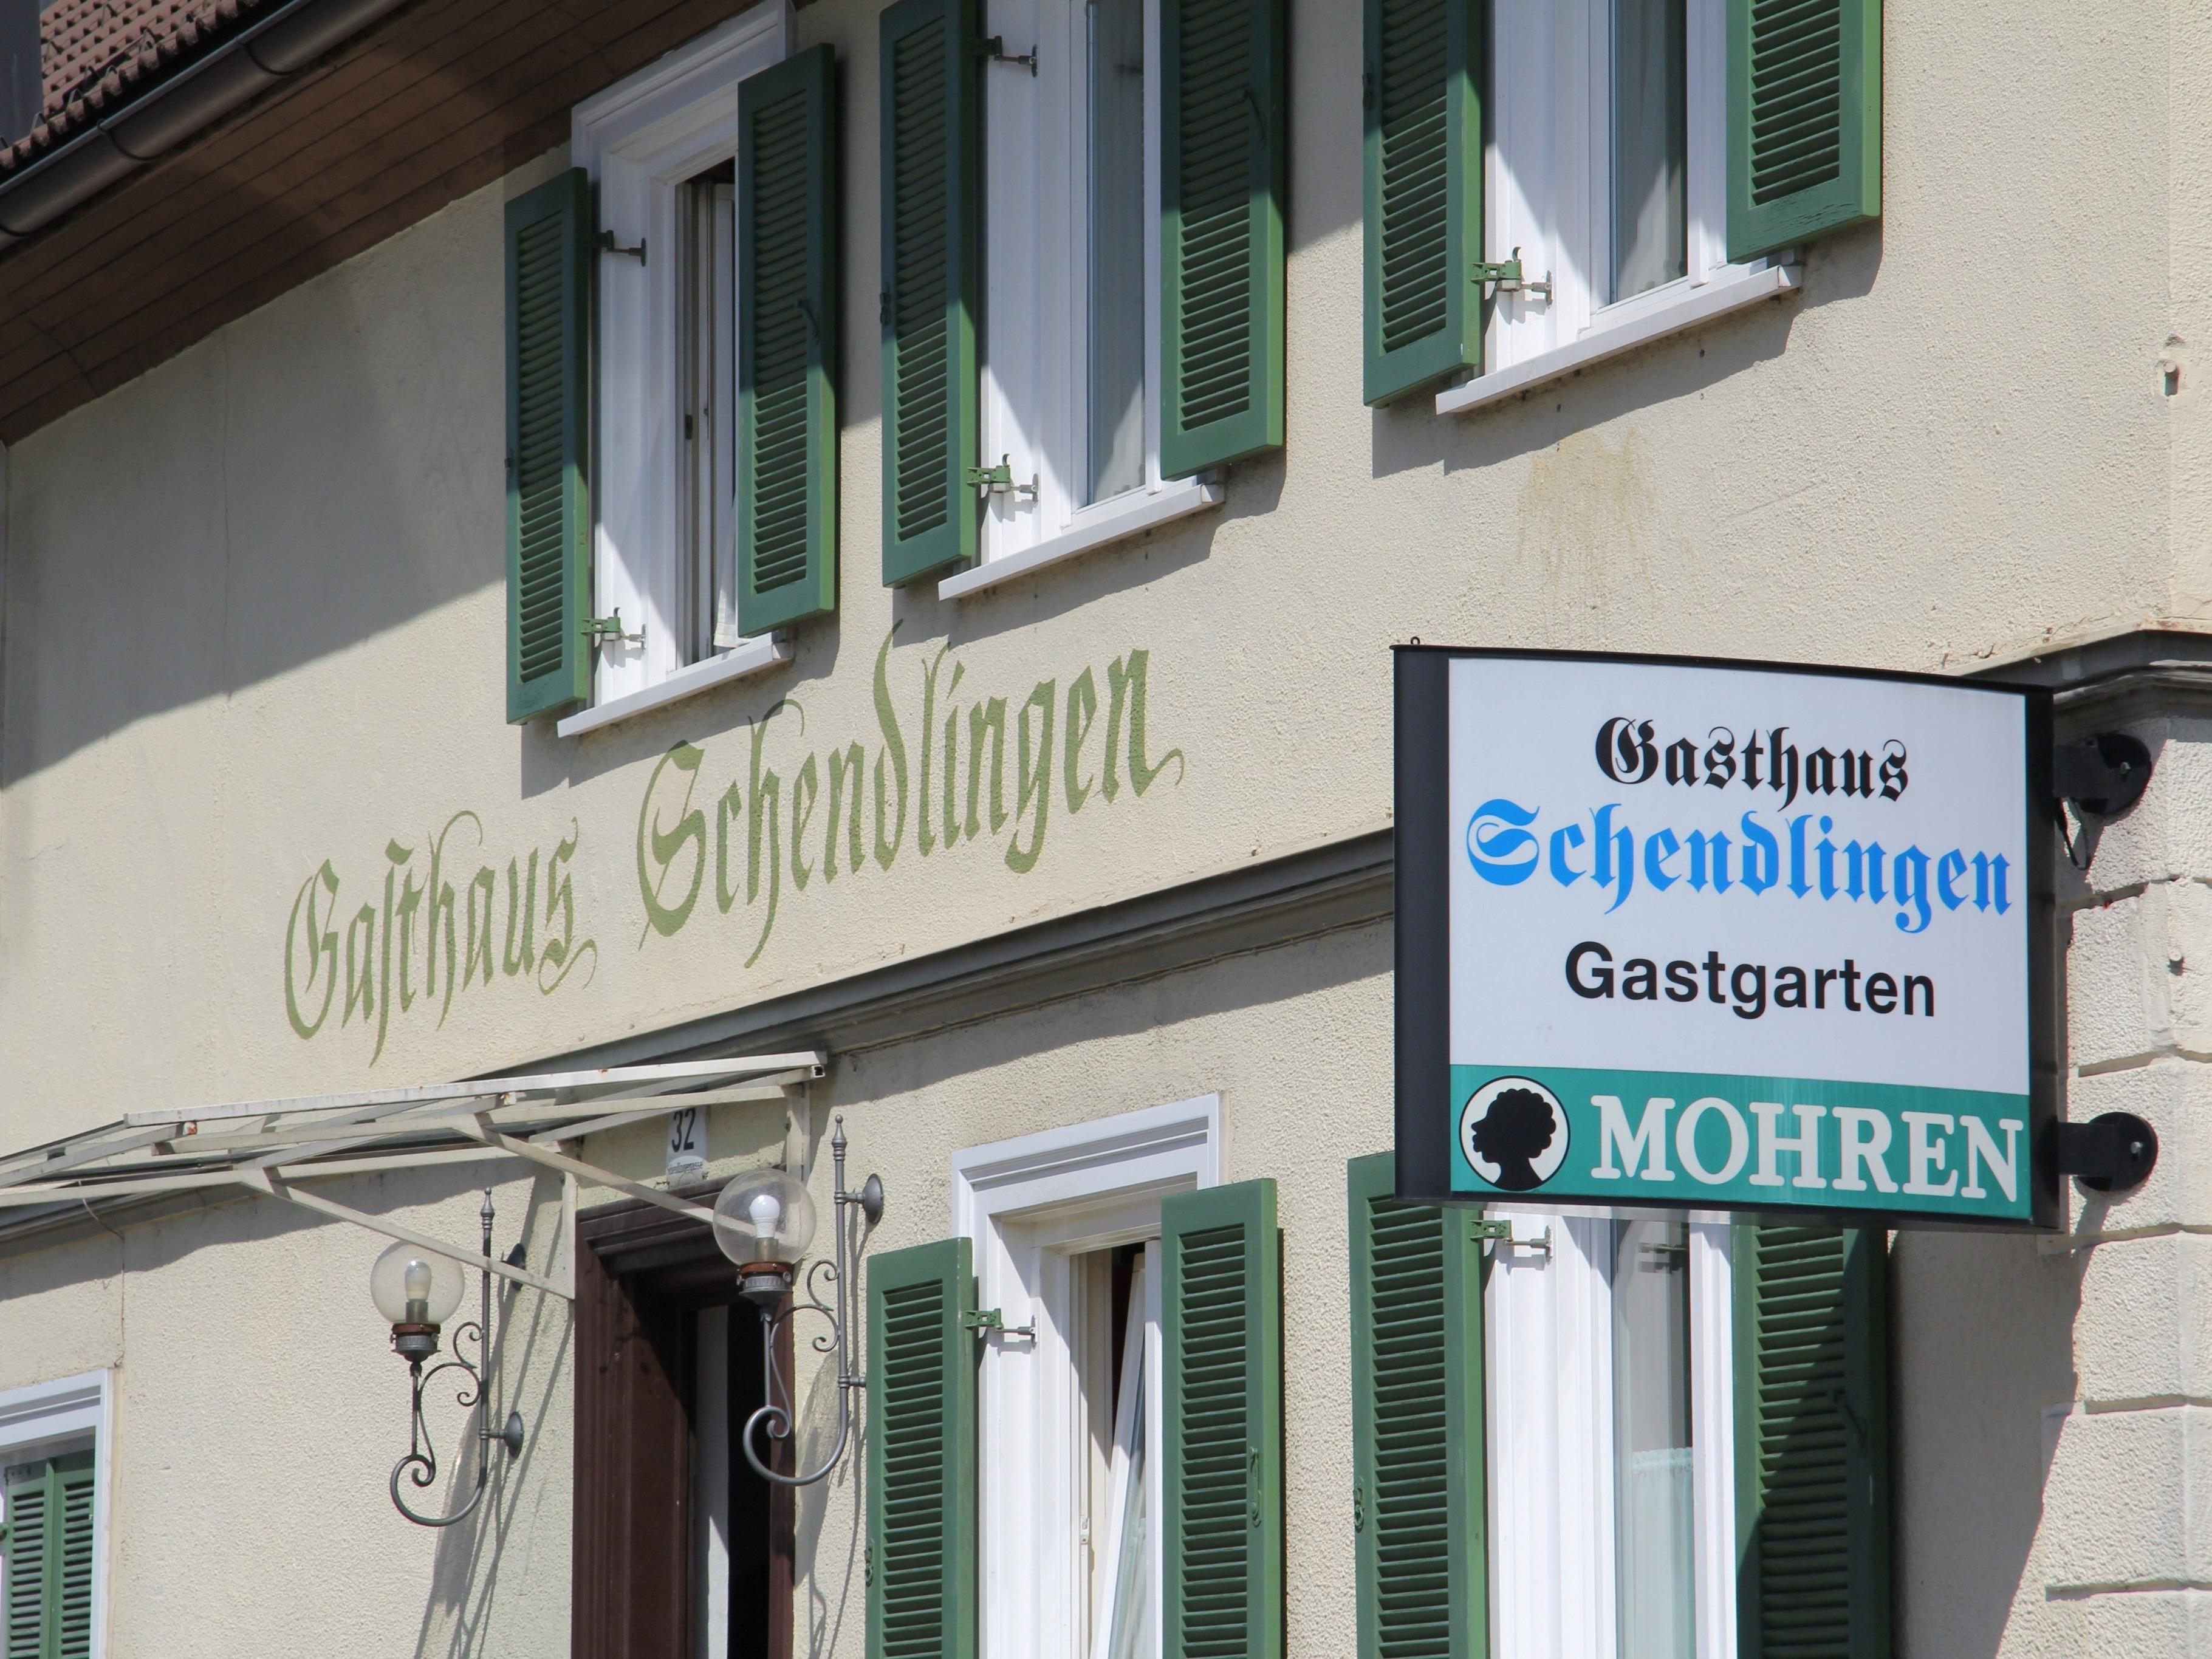 Gaſthaus Schendlingen
Gasthaus
Schendlingen
Gastgarten
MOHREN
32